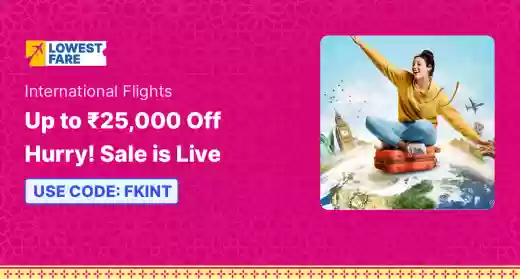 LOWEST
FARE
International Flights
Up to ₹25,000 Off
Hurry! Sale is Live
USE CODE: FKINT